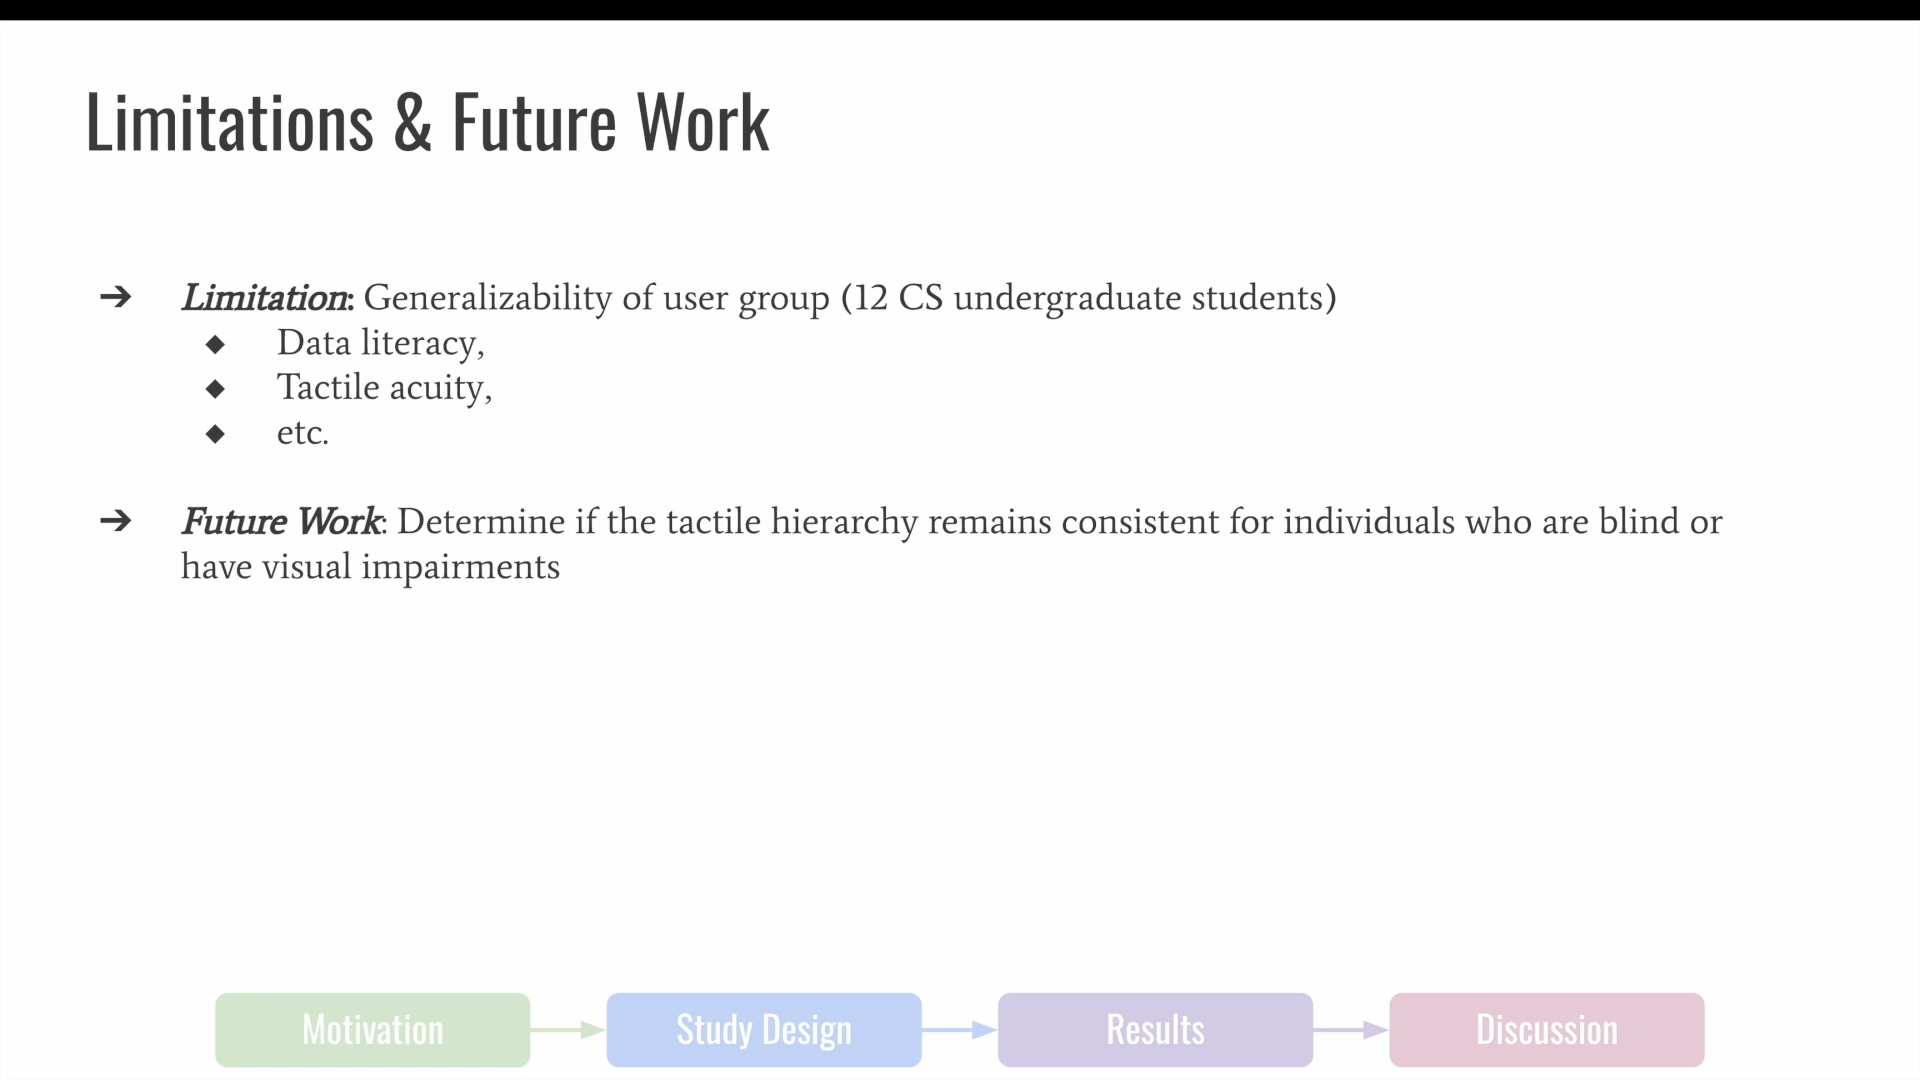 Limitations & Future Work
➔ Limitation: Generalizability of user group (12 CS undergraduate students)
◆ Data literacy,
◆ Tactile acuity,
◆ etc.
➔ Future Work: Determine if the tactile hierarchy remains consistent for individuals who are blind or
have visual impairments
Motivation
Study Design
Results
Discussion